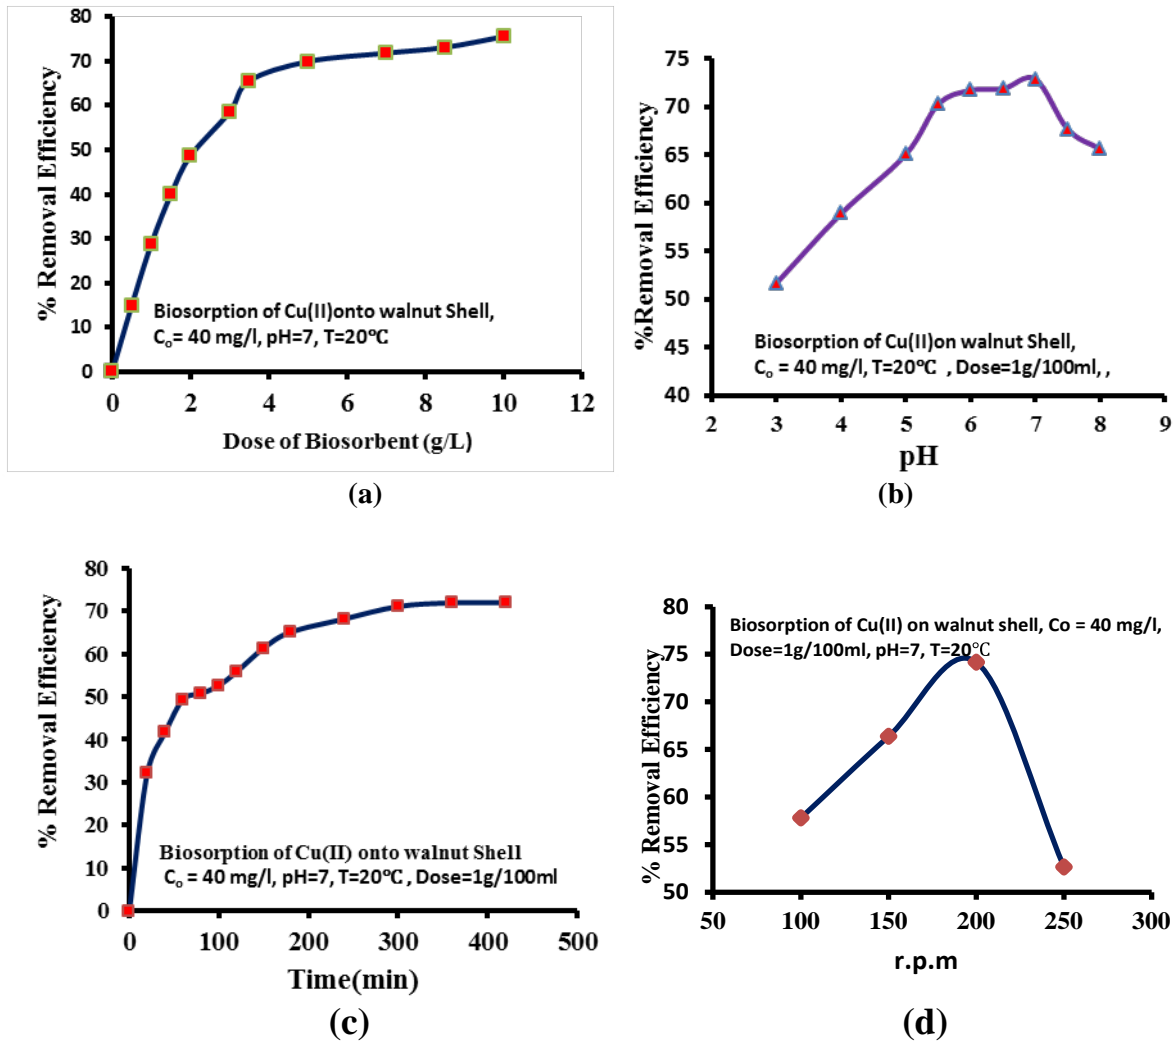 80
70
60
50
40
30
20
10
0
% Removal Efficiency
Biosorption of Cu(II)onto walnut Shell,
Co= 40 mg/l, pH=7, T=20℃
0 2 4 6 8 10 12
Dose of Biosorbent (g/L)
(a)
75
70
65
60
55
50
45
40
%Removal Efficiency
Biosorption of Cu(II)on walnut Shell,
Co = 40 mg/l, T=20℃ , Dose=1g/100ml, ,
2 3 4 5 6 7 8 9
pH
(b)
80
70
60
50
40
30
20
10
0
% Removal Efficiency
Biosorption of Cu(II) onto walnut Shell
Co = 40 mg/l, pH=7, T=20℃ , Dose=1g/100ml
0 100 200 300 400 500
Time(min)
(c)
80
75
70
65
60
55
50
% Removal Efficiency
Biosorption of Cu(II) on walnut shell, Co = 40 mg/l,
Dose=1g/100ml, pH=7, T=20℃
50 100 150 200 250 300
r.p.m
(d)